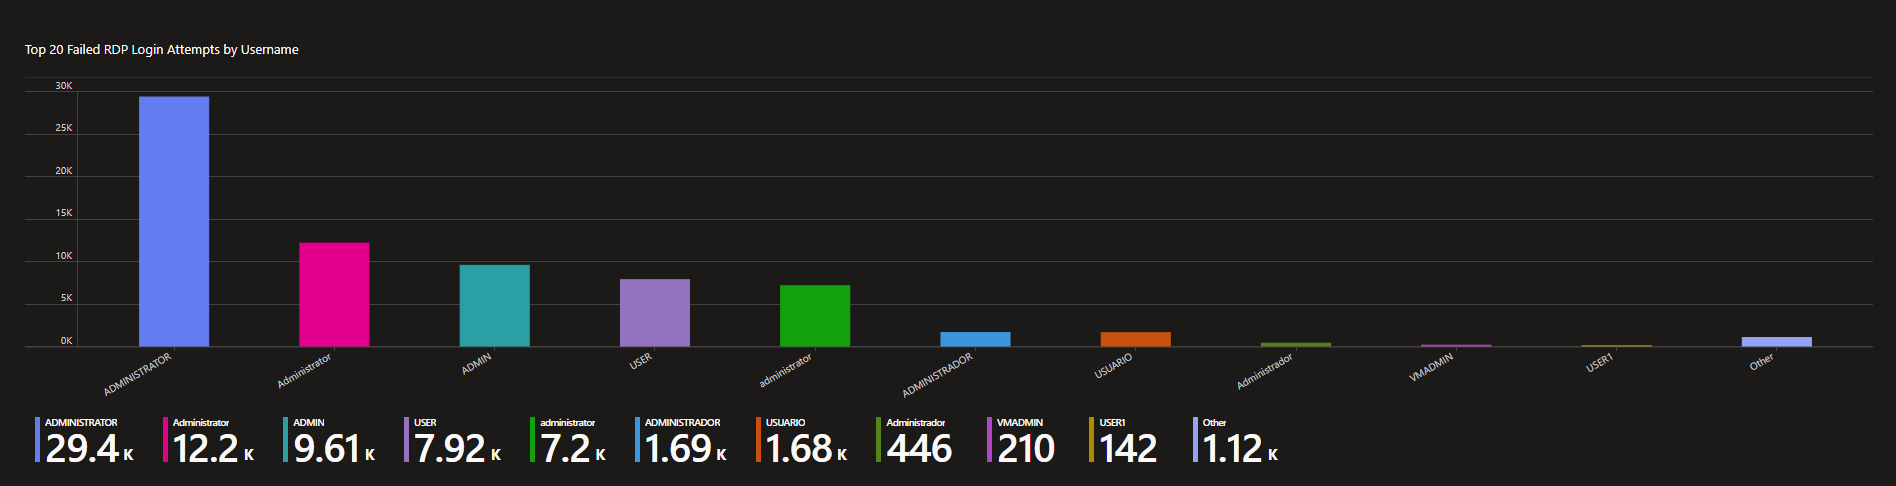 Top 20 Failed RDP Login Attempts by Username
30K
25K
20K
15K
10K
5K
0K
ADMINISTRATOR
Administrator
ADMIN
USER
administrator
ADMINISTRADOR
USUARIO
Administrador
VMADMIN
USER1
Other
ADMINISTRATOR
29.4 K
Administrator
12.2 K
ADMIN
9.61 K
USER
7.92 K
administrator
7.2 K
ADMINISTRADOR
1.69 K
USUARIO
1.68 K
Administrador
446
VMADMIN
210
USER1
142
Other
1.12 K